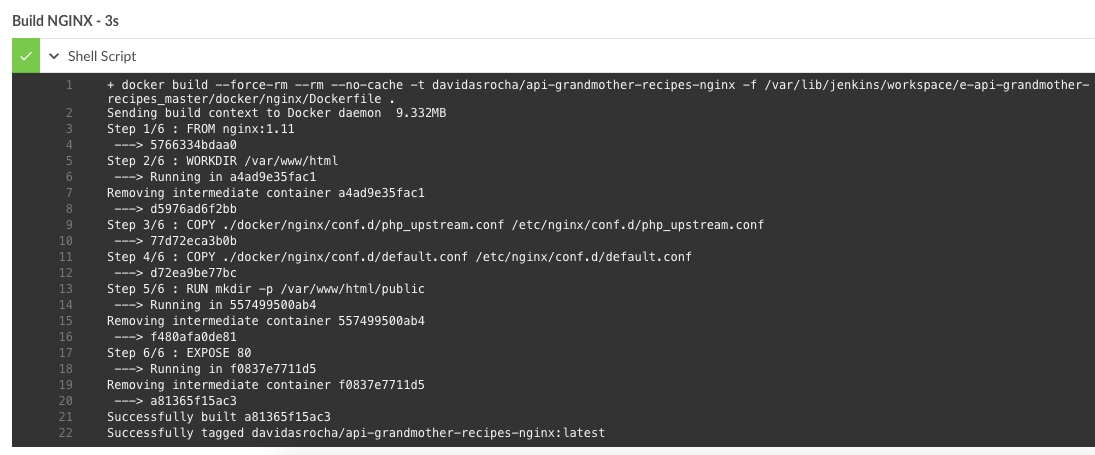 Build NGINX - 3s
Shell Script
1 + docker build --force-rm --rm --no-cache -t davidasrocha/api-grandmother-recipes-nginx -f /var/lib/jenkins/workspace/e-api-grandmother-
recipes_master/docker/nginx/Dockerfile .
2 Sending build context to Docker daemon  9.332MB
3 Step 1/6 : FROM nginx:1.11
4  ---> 5766334bdaa0
5 Step 2/6 : WORKDIR /var/www/html
6  ---> Running in a4ad9e35fac1
7 Removing intermediate container a4ad9e35fac1
8  ---> d5976ad6f2bb
9 Step 3/6 : COPY ./docker/nginx/conf.d/php_upstream.conf /etc/nginx/conf.d/php_upstream.conf
10  ---> 77d72eca3b0b
11 Step 4/6 : COPY ./docker/nginx/conf.d/default.conf /etc/nginx/conf.d/default.conf
12  ---> d72ea9be77bc
13 Step 5/6 : RUN mkdir -p /var/www/html/public
14  ---> Running in 557499500ab4
15 Removing intermediate container 557499500ab4
16  ---> f480afa0de81
17 Step 6/6 : EXPOSE 80
18  ---> Running in f0837e7711d5
19 Removing intermediate container f0837e7711d5
20  ---> a81365f15ac3
21 Successfully built a81365f15ac3
22 Successfully tagged davidasrocha/api-grandmother-recipes-nginx:latest